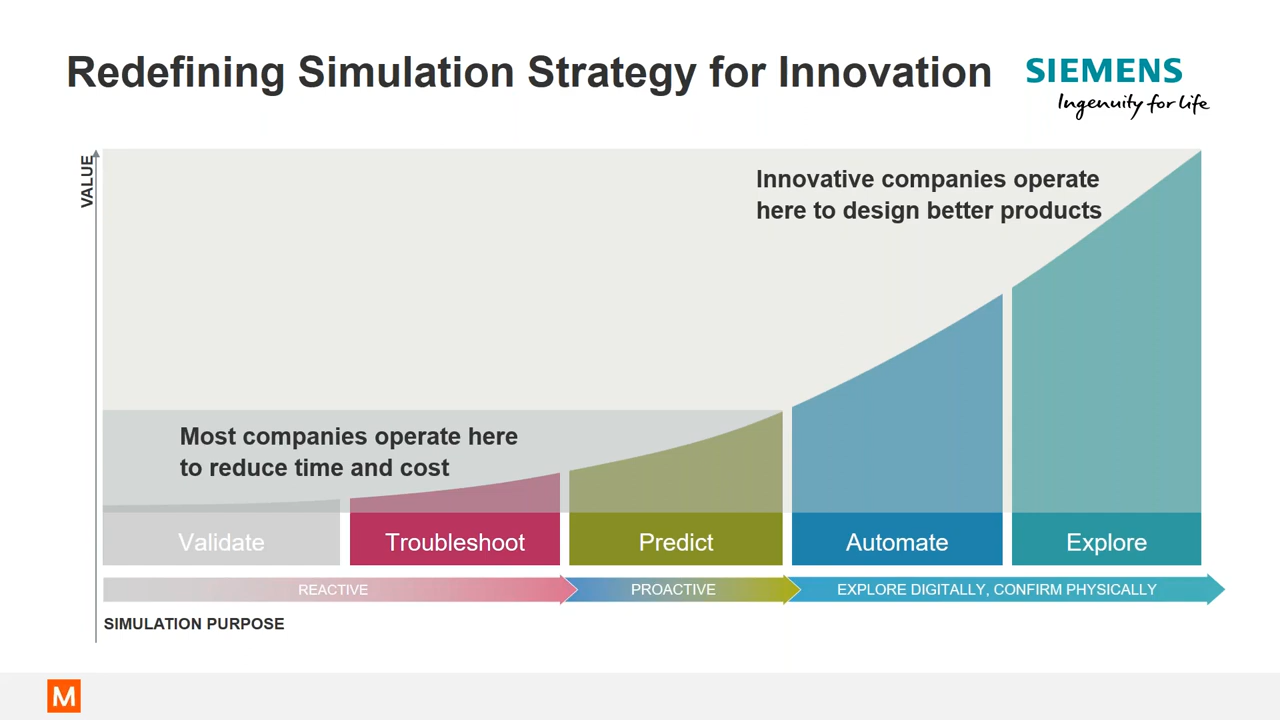 Redefining Simulation Strategy for Innovation
SIEMENS
Ingenuity for life
VALUE
Innovative companies operate
here to design better products
Most companies operate here
to reduce time and cost
Validate
Troubleshoot
Predict
Automate
Explore
REACTIVE
PROACTIVE
EXPLORE DIGITALLY, CONFIRM PHYSICALLY
SIMULATION PURPOSE
M